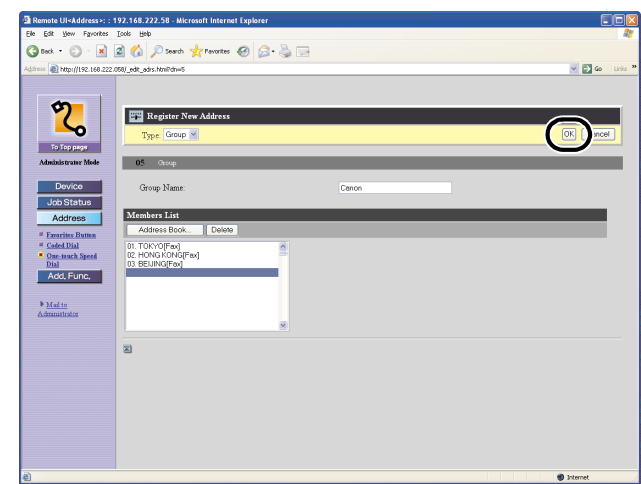 Remote UI<Address>: : 192.168.222.58 - Microsoft Internet Explorer
File Edit View Favorites Tools Help
Back Search Favorites
Address http://192.168.222.058/_edit_adrs.html?dn=5 Go Links »
To Top page
Administrator Mode
Device
Job Status
Address
Favorites Button
Coded Dial
One-touch Speed
Dial
Add. Func.
Mail to
Administrator
Register New Address
Type: Group
OK
05 Group
Group Name: Canon
Members List
Address Book... Delete
01. TOKYO[Fax]
02. HONG KONG[Fax]
03. BEIJING[Fax]
Internet